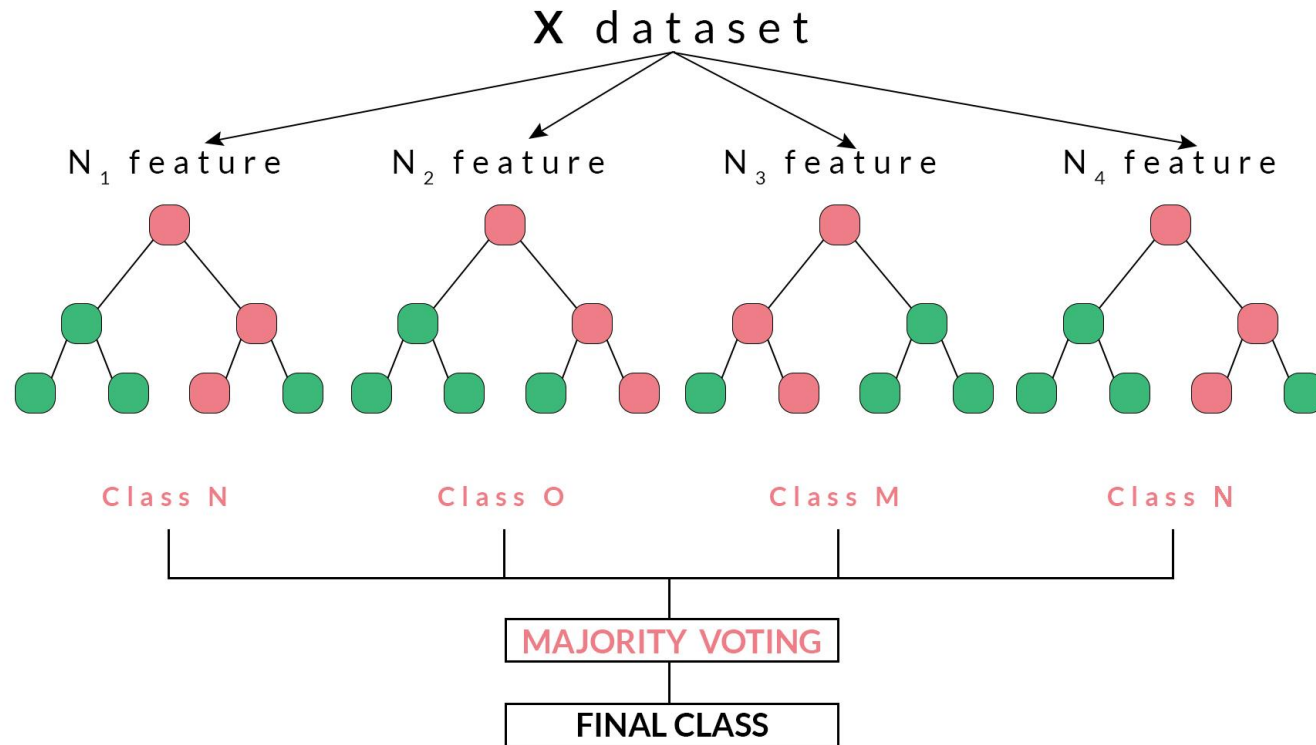 X dataset
N₁ feature N₂ feature N₃ feature N₄ feature
Class N Class O Class M Class N
MAJORITY VOTING
FINAL CLASS